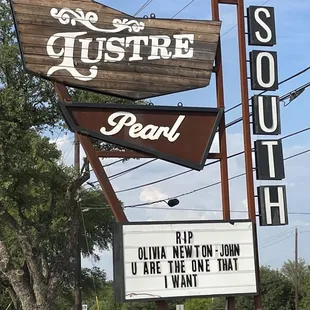 LUSTRE
Pearl
SOUTH
RIP
OLIVIA NEWTON-JOHN
U ARE THE ONE THAT
I WANT